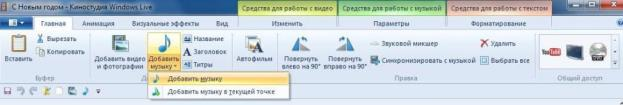 С Новым годом - Киностудия Windows Live
Средства для работы с видео
Средства для работы с музыкой
Средства для работы с текстом
Главная
Анимация
Визуальные эффекты
Вид
Изменить
Параметры
Форматирование
Вставить
Вырезать
Копировать
Добавить видео и фотографии
Добавить музыку
Название
Заголовок
Титры
Автофильм
Повернуть влево на 90°
Повернуть вправо на 90°
Звуковой микшер
Синхронизировать с музыкой
Удалить
Выбрать все
YouTube
Буфер
Правка
Общий доступ
Добавить музыку
Добавить музыку в текущей точке